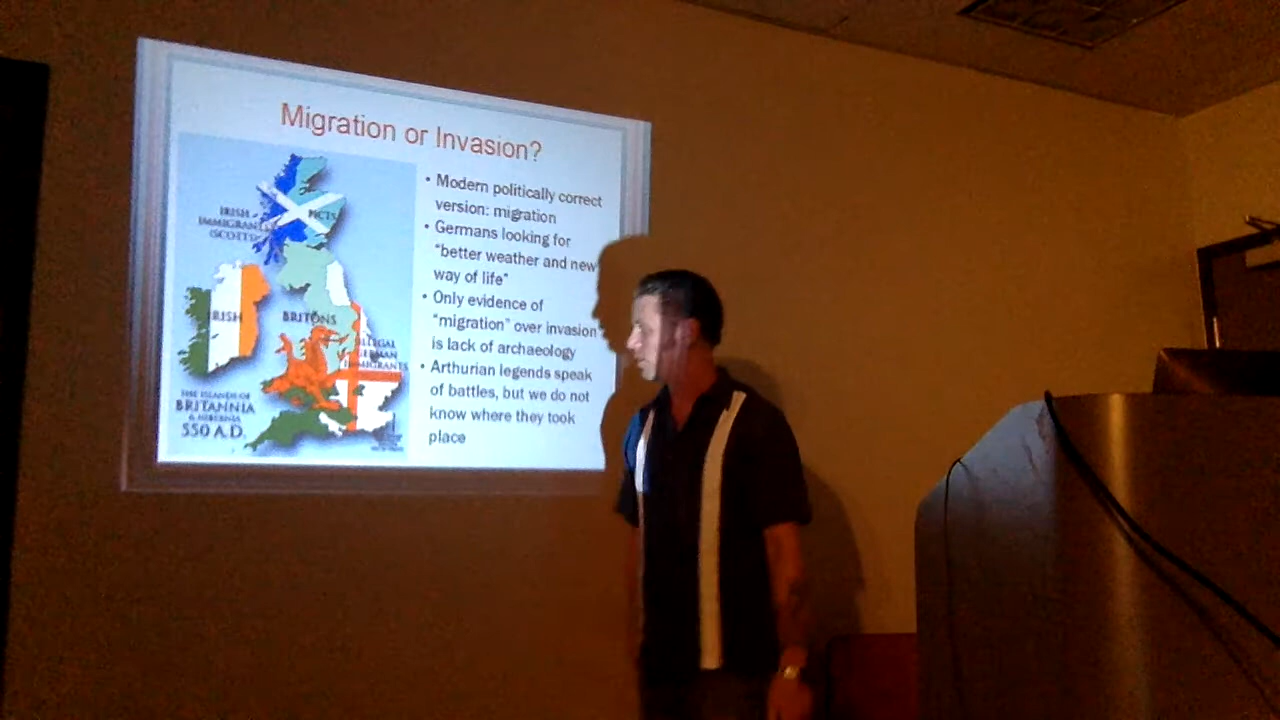 Migration or Invasion?
• Modern politically correct
version: migration
• Germans looking for
"better weather and new
way of life"
• Only evidence of
"migration" over invasion
is lack of archaeology
• Arthurian legends speak
of battles, but we do not
know where they took
place
PICTS
IRISH
IMMIGRANTS
(SCOTTI)
IRISH
BRITONS
ILLEGAL
GERMAN
IMMIGRANTS
THE ISLANDS OF
BRITANNIA
& HIBERNIA
550 A.D.